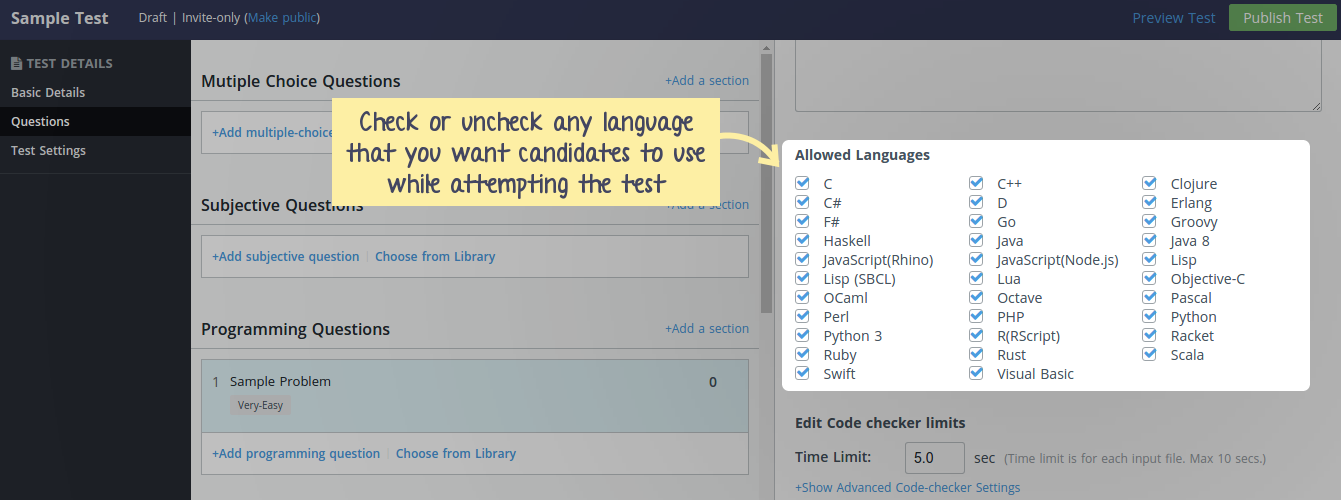 Sample Test
Draft | Invite-only (Make public)
Preview Test
Publish Test
TEST DETAILS
Basic Details
Questions
Test Settings
Mutiple Choice Questions
+Add a section
+Add multiple-choice
Check or uncheck any language
that you want candidates to use
while attempting the test
Subjective Questions
+Add a section
+Add subjective question | Choose from Library
Programming Questions
+Add a section
1 Sample Problem 0
Very-Easy
+Add programming question | Choose from Library
Allowed Languages
C C++ Clojure
C# D Erlang
F# Go Groovy
Haskell Java Java 8
JavaScript(Rhino) JavaScript(Node.js) Lisp
Lisp (SBCL) Lua Objective-C
OCaml Octave Pascal
Perl PHP Python
Python 3 R(RScript) Racket
Ruby Rust Scala
Swift Visual Basic
Edit Code checker limits
Time Limit: 5.0 sec (Time limit is for each input file. Max 10 secs.)
+Show Advanced Code-checker Settings